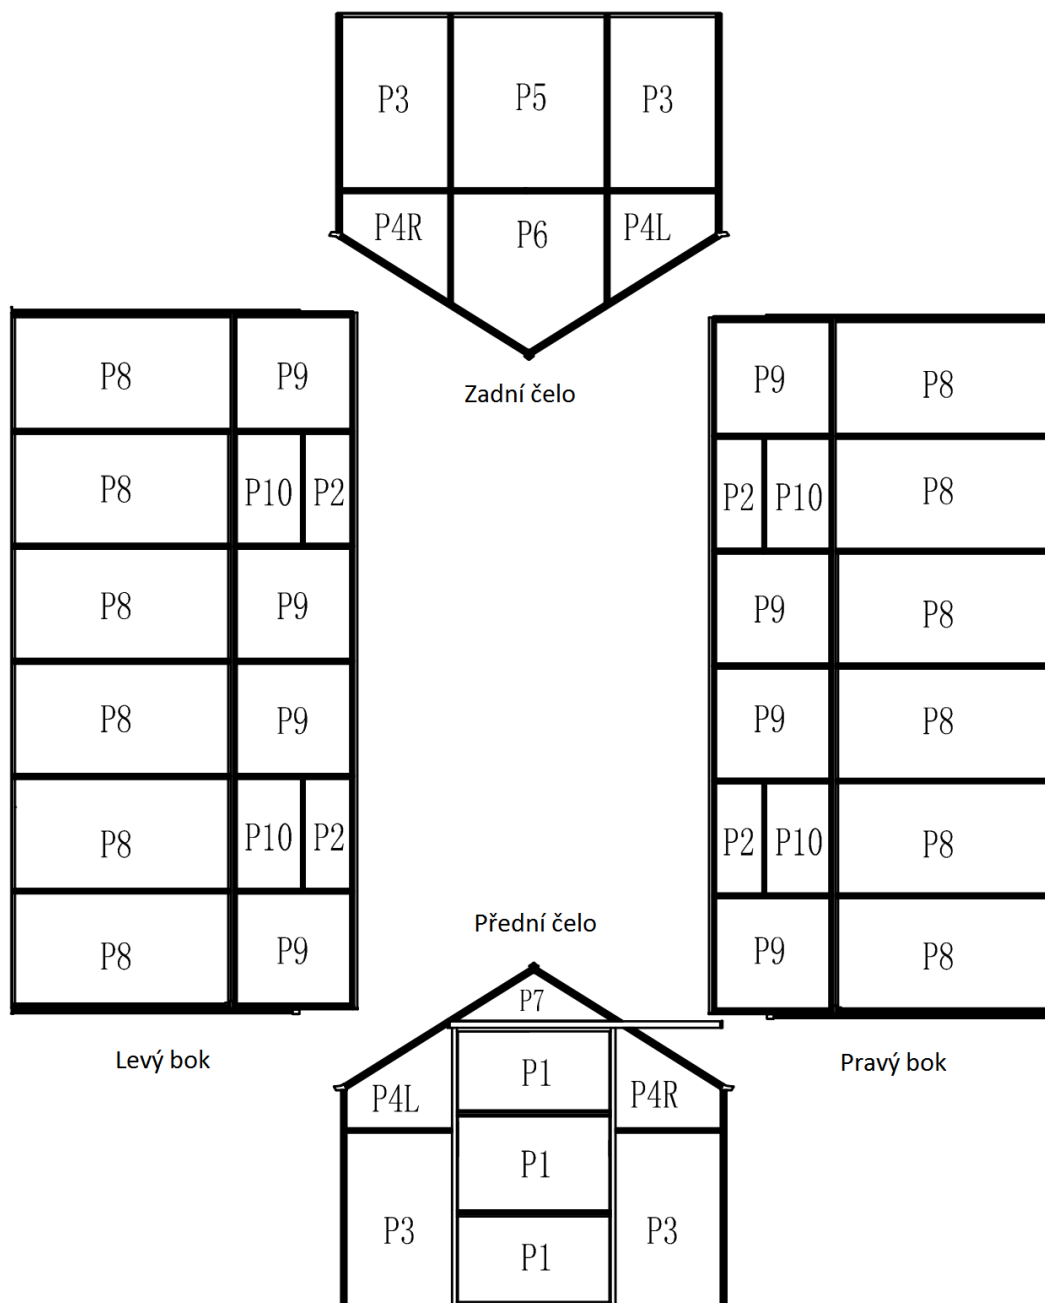 P3 P5 P3
P4R P6 P4L
Zadní čelo
P8 P9
P8 P10 P2
P8 P9
P8 P9
P8 P10 P2
P8 P9
Levý bok
P9 P8
P2 P10 P8
P9 P8
P9 P8
P2 P10 P8
P9 P8
Pravý bok
Přední čelo
P7
P1
P4L P4R
P1
P3 P3
P1